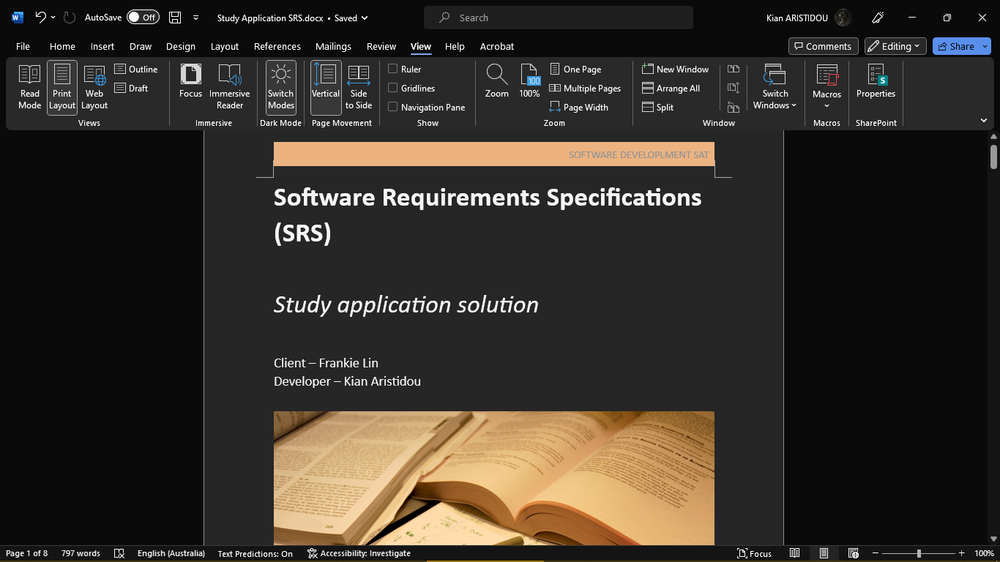 AutoSave Off Study Application SRS.docx • Saved Search Kian ARISTIDOU
File Home Insert Draw Design Layout References Mailings Review View Help Acrobat Comments Editing Share
Read Mode
Print Layout
Web Layout
Outline
Draft
Views
Focus
Immersive Reader
Immersive
Switch Modes
Dark Mode
Vertical
Side to Side
Page Movement
Ruler
Gridlines
Navigation Pane
Show
Zoom
100
100%
One Page
Multiple Pages
Page Width
Zoom
New Window
Arrange All
Split
Switch Windows
Window
Macros
Macros
Properties
SharePoint
SOFTWARE DEVELOPLMENT SAT
Software Requirements Specifications
(SRS)
Study application solution
Client – Frankie Lin
Developer – Kian Aristidou
Page 1 of 8 797 words English (Australia) Text Predictions: On Accessibility: Investigate Focus 100%